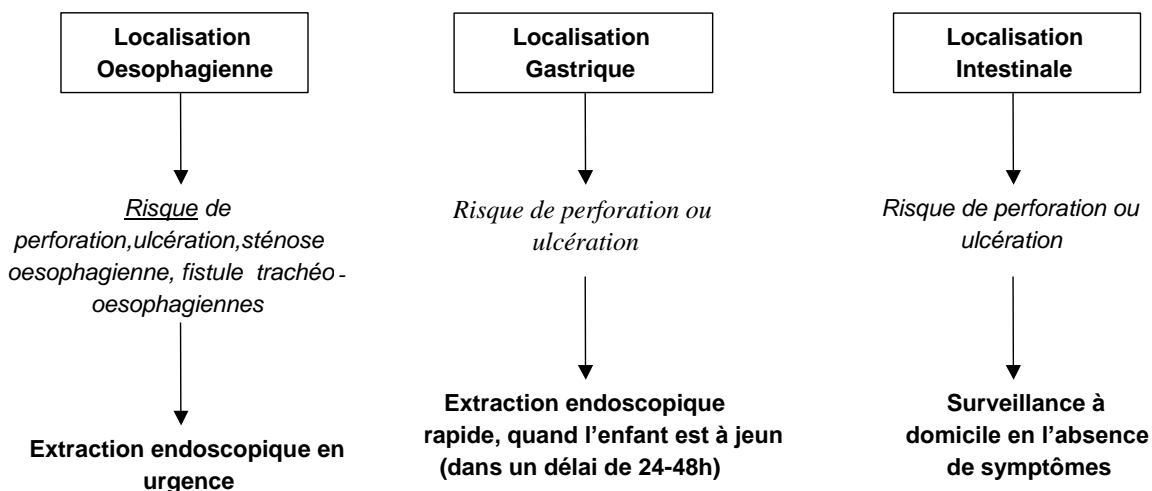 Localisation
Oesophagienne
Risque de
perforation,ulcération,sténose
oesophagienne, fistule trachéo-
oesophagiennes
Extraction endoscopique en
urgence
Localisation
Gastrique
Risque de perforation ou
ulcération
Extraction endoscopique
rapide, quand l'enfant est à jeun
(dans un délai de 24-48h)
Localisation
Intestinale
Risque de perforation ou
ulcération
Surveillance à
domicile en l'absence
de symptômes